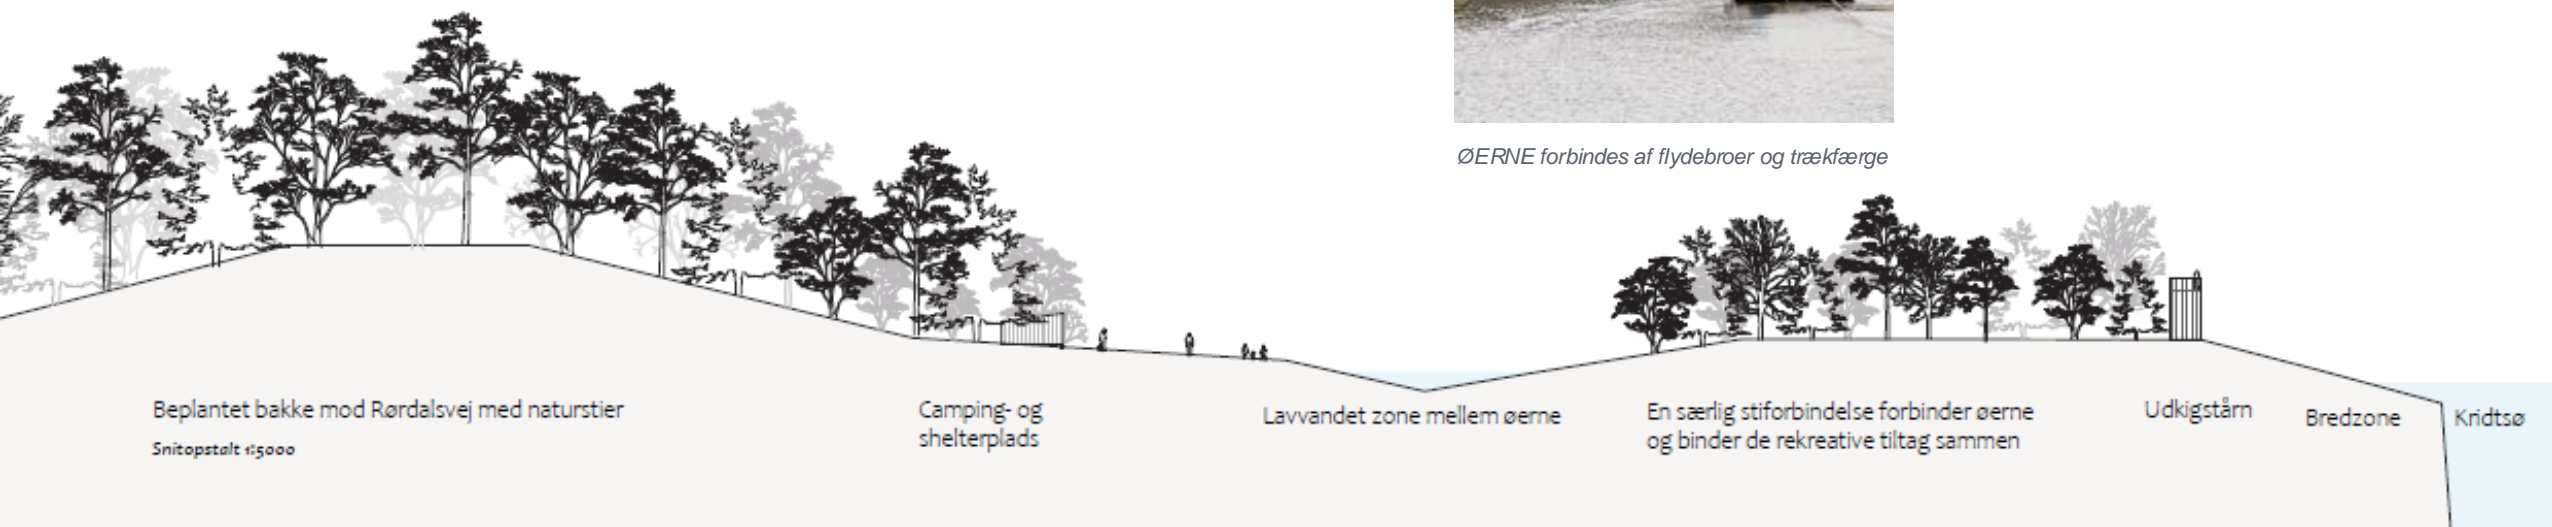 ØERNE forbindes af flydebroer og trækfærge
Beplantet bakke mod Rørdalsvej med naturstier
Snitopstalt 1:5000
Camping- og
shelterplads
Lavvandet zone mellem øerne
En særlig stiforbindelse forbinder øerne
og binder de rekreative tiltag sammen
Udkigstårn
Bredzone
Kridtsø